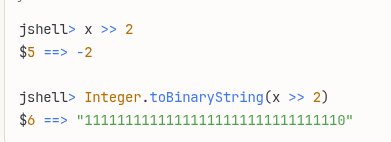 jshell> x >> 2
$5 ==> -2
jshell> Integer.toBinaryString(x >> 2)
$6 ==> "11111111111111111111111111111110"